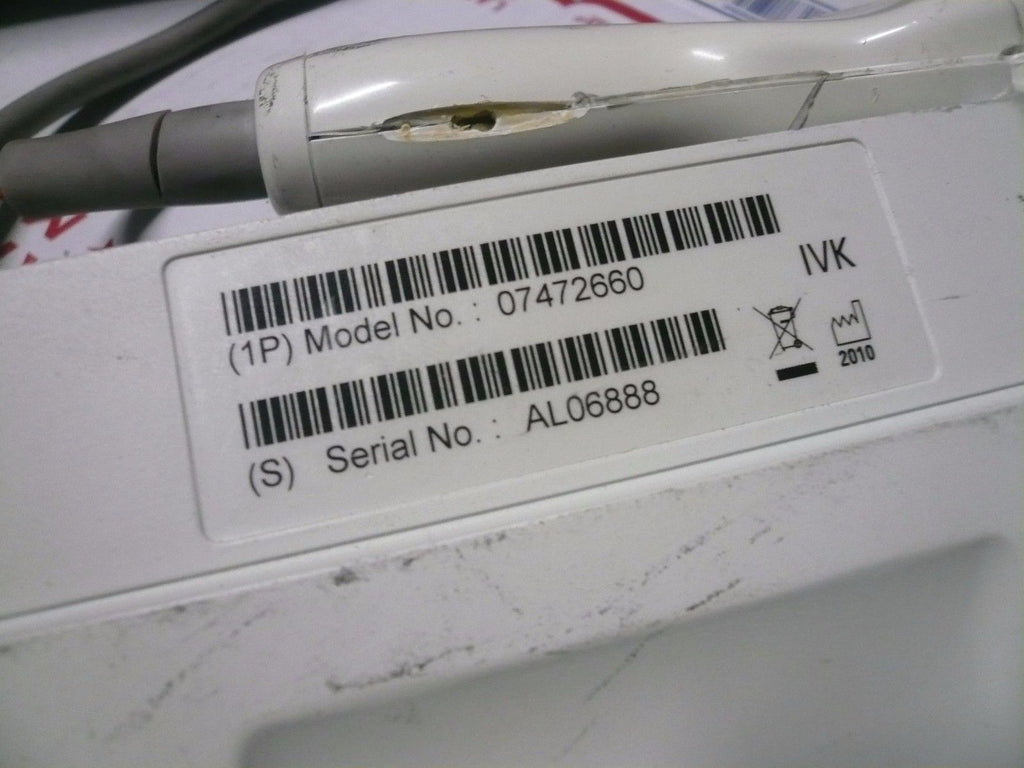 (1P) Model No. : 07472660
IVK
(S) Serial No. : AL06888
2010